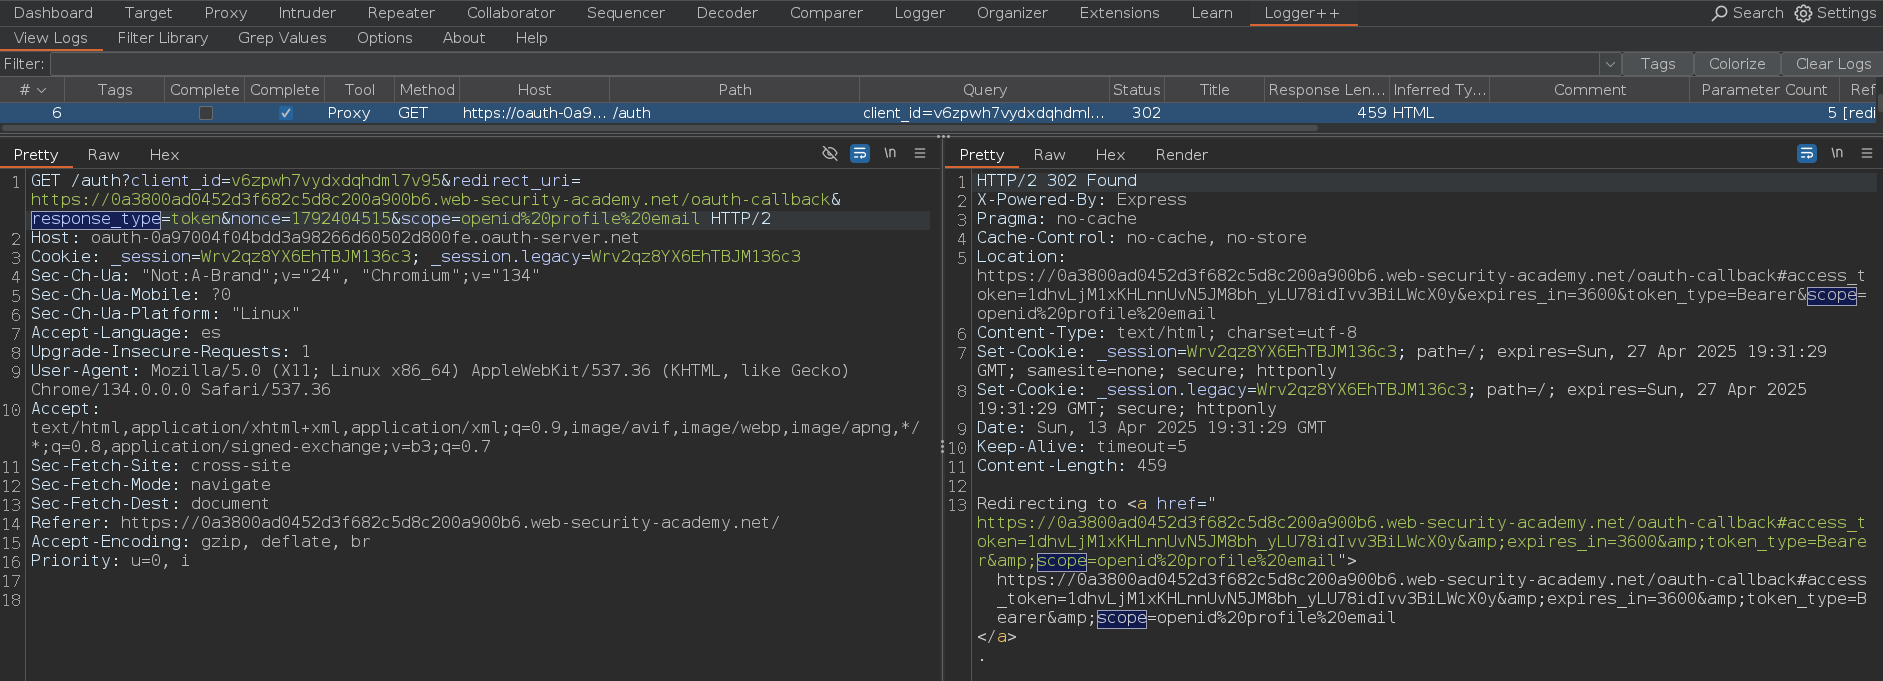 Dashboard Target Proxy Intruder Repeater Collaborator Sequencer Decoder Comparer Logger Organizer Extensions Learn Logger++ Search Settings
View Logs Filter Library Grep Values Options About Help
Filter: Tags Colorize Clear Logs
# Tags Complete Complete Tool Method Host Path Query Status Title Response Len... Inferred Ty... Comment Parameter Count Ref
6 Proxy GET https://oauth-0a9... /auth client_id=v6zpwh7vydxdqhdml... 302 459 HTML 5 [redi
Pretty Raw Hex \n
1 GET /auth?client_id=v6zpwh7vydxdqhdml7v95&redirect_uri=
https://0a3800ad0452d3f682c5d8c200a900b6.web-security-academy.net/oauth-callback&
response_type=token&nonce=1792404515&scope=openid%20profile%20email HTTP/2
2 Host: oauth-0a97004f04bdd3a98266d60502d800fe.oauth-server.net
3 Cookie: _session=Wrv2qz8YX6EhTBJM136c3; _session.legacy=Wrv2qz8YX6EhTBJM136c3
4 Sec-Ch-Ua: "Not:A-Brand";v="24", "Chromium";v="134"
5 Sec-Ch-Ua-Mobile: ?0
6 Sec-Ch-Ua-Platform: "Linux"
7 Accept-Language: es
8 Upgrade-Insecure-Requests: 1
9 User-Agent: Mozilla/5.0 (X11; Linux x86_64) AppleWebKit/537.36 (KHTML, like Gecko)
Chrome/134.0.0.0 Safari/537.36
10 Accept:
text/html,application/xhtml+xml,application/xml;q=0.9,image/avif,image/webp,image/apng,*/
*;q=0.8,application/signed-exchange;v=b3;q=0.7
11 Sec-Fetch-Site: cross-site
12 Sec-Fetch-Mode: navigate
13 Sec-Fetch-Dest: document
14 Referer: https://0a3800ad0452d3f682c5d8c200a900b6.web-security-academy.net/
15 Accept-Encoding: gzip, deflate, br
16 Priority: u=0, i
17
18
Pretty Raw Hex Render \n
1 HTTP/2 302 Found
2 X-Powered-By: Express
3 Pragma: no-cache
4 Cache-Control: no-cache, no-store
5 Location:
https://0a3800ad0452d3f682c5d8c200a900b6.web-security-academy.net/oauth-callback#access_t
oken=1dhvLjM1xKHLnnUvN5JM8bh_yLU78idIvv3BiLWcX0y&expires_in=3600&token_type=Bearer&scope=
openid%20profile%20email
6 Content-Type: text/html; charset=utf-8
7 Set-Cookie: _session=Wrv2qz8YX6EhTBJM136c3; path=/; expires=Sun, 27 Apr 2025 19:31:29
GMT; samesite=none; secure; httponly
8 Set-Cookie: _session.legacy=Wrv2qz8YX6EhTBJM136c3; path=/; expires=Sun, 27 Apr 2025
19:31:29 GMT; secure; httponly
9 Date: Sun, 13 Apr 2025 19:31:29 GMT
10 Keep-Alive: timeout=5
11 Content-Length: 459
12
13 Redirecting to <a href="
https://0a3800ad0452d3f682c5d8c200a900b6.web-security-academy.net/oauth-callback#access_t
oken=1dhvLjM1xKHLnnUvN5JM8bh_yLU78idIvv3BiLWcX0y&amp;expires_in=3600&amp;token_type=Beare
r&amp;scope=openid%20profile%20email">
https://0a3800ad0452d3f682c5d8c200a900b6.web-security-academy.net/oauth-callback#access
_token=1dhvLjM1xKHLnnUvN5JM8bh_yLU78idIvv3BiLWcX0y&amp;expires_in=3600&amp;token_type=B
earer&amp;scope=openid%20profile%20email
</a>
.